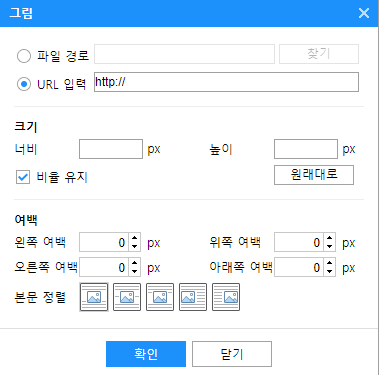 그림
파일 경로 찾기
URL 입력 http://
크기
너비 px 높이 px
비율 유지 원래대로
여백
왼쪽 여백 0 px 위쪽 여백 0 px
오른쪽 여백 0 px 아래쪽 여백 0 px
본문 정렬
확인 닫기